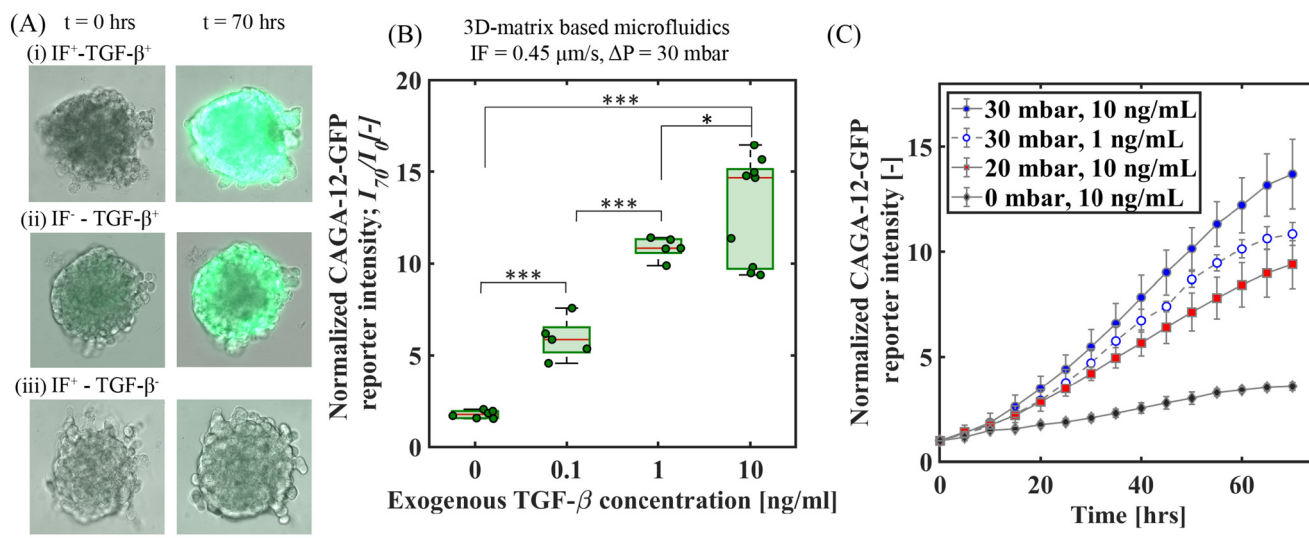 (A)
t = 0 hrs
t = 70 hrs
(i) IF⁺-TGF-β⁺
(ii) IF⁻ - TGF-β⁺
(iii) IF⁺ - TGF-β⁻
(B)
3D-matrix based microfluidics
IF = 0.45 μm/s, ΔP = 30 mbar
Normalized CAGA-12-GFP
reporter intensity; I₇₀/I₀[-]
20
15
10
5
0
***
*
***
***
0
0.1
1
10
Exogenous TGF-β concentration [ng/ml]
(C)
Normalized CAGA-12-GFP
reporter intensity [-]
15
10
5
0
30 mbar, 10 ng/mL
30 mbar, 1 ng/mL
20 mbar, 10 ng/mL
0 mbar, 10 ng/mL
0
20
40
60
Time [hrs]